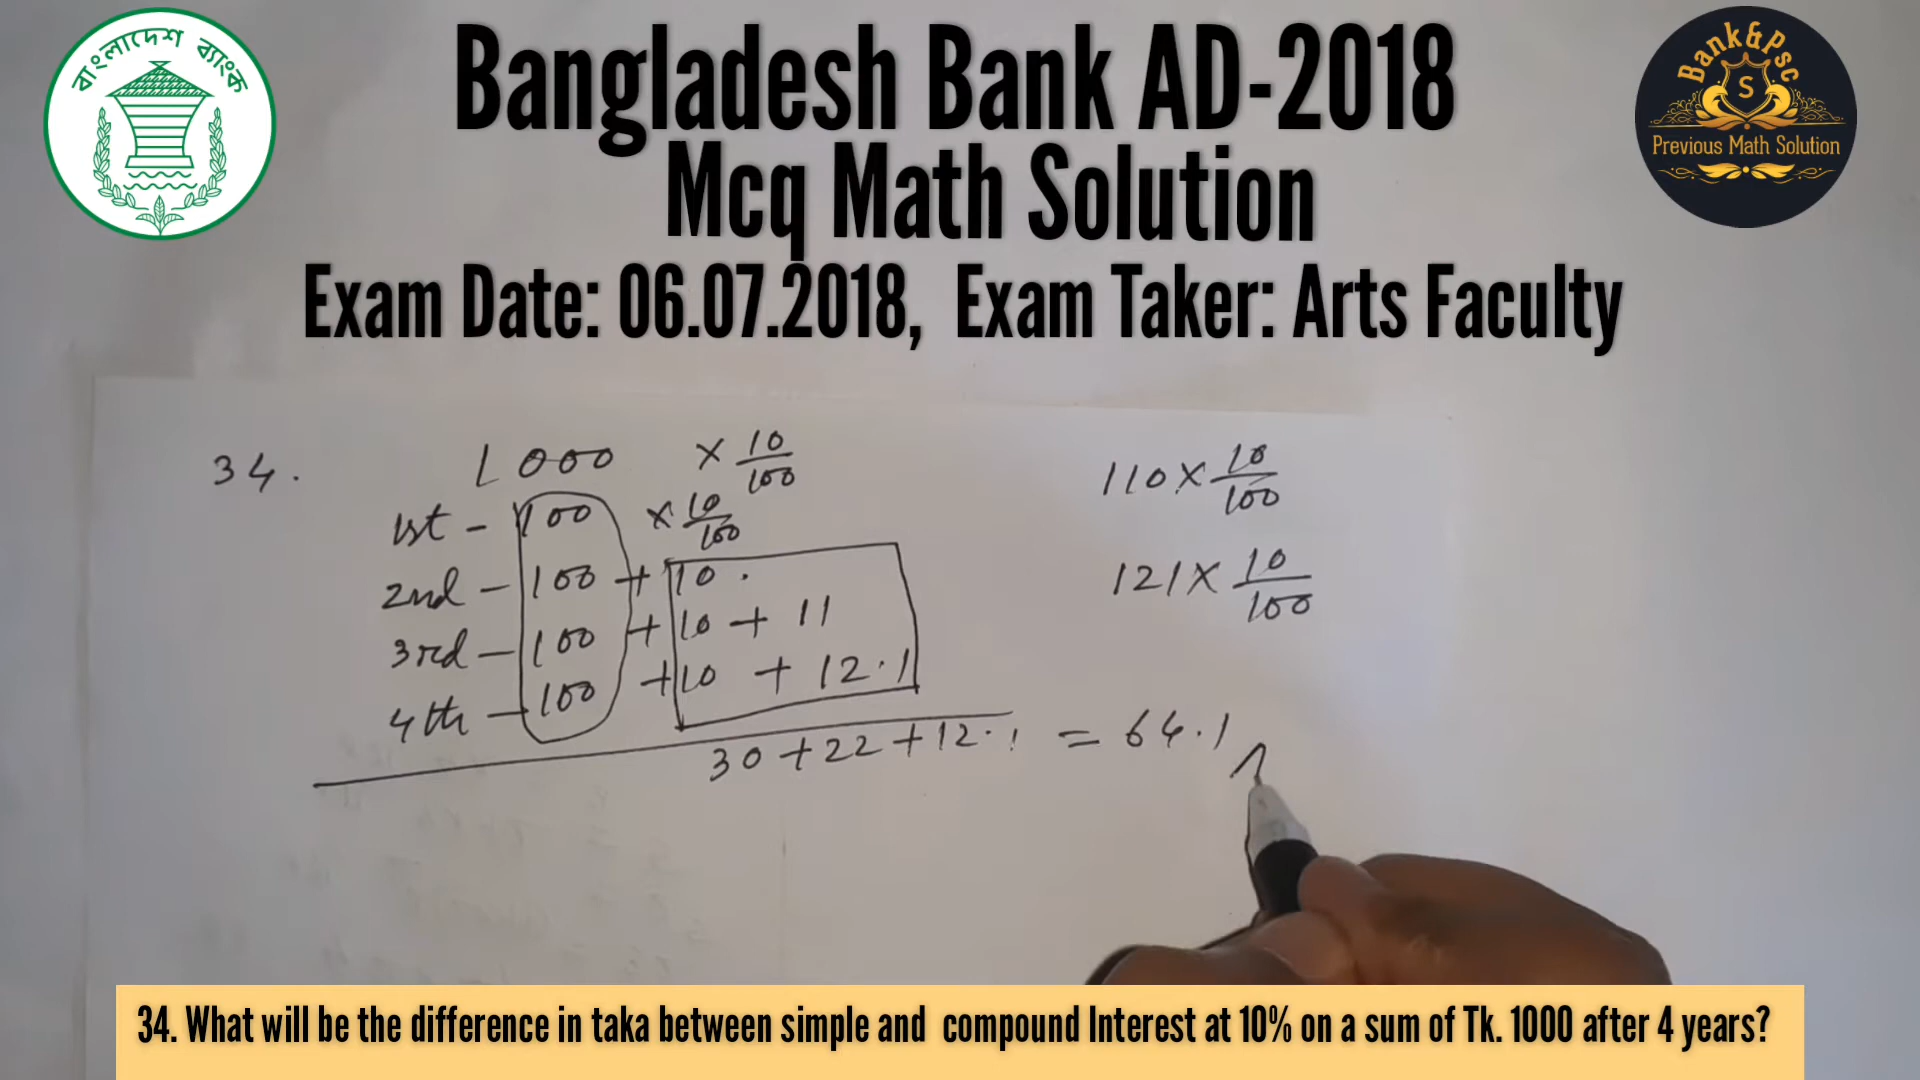 বাংলাদেশ ব্যাংক
Bangladesh Bank AD-2018
Mcq Math Solution
Exam Date: 06.07.2018, Exam Taker: Arts Faculty
Bank&Psc
S
Previous Math Solution
34. 1000 × 10/100
1st - 100 × 10/100
2nd - 100 + 10.
3rd - 100 + 10 + 11
4th - 100 + 10 + 12.1
30 + 22 + 12.1 = 64.1
110 × 10/100
121 × 10/100
34. What will be the difference in taka between simple and compound Interest at 10% on a sum of Tk. 1000 after 4 years?